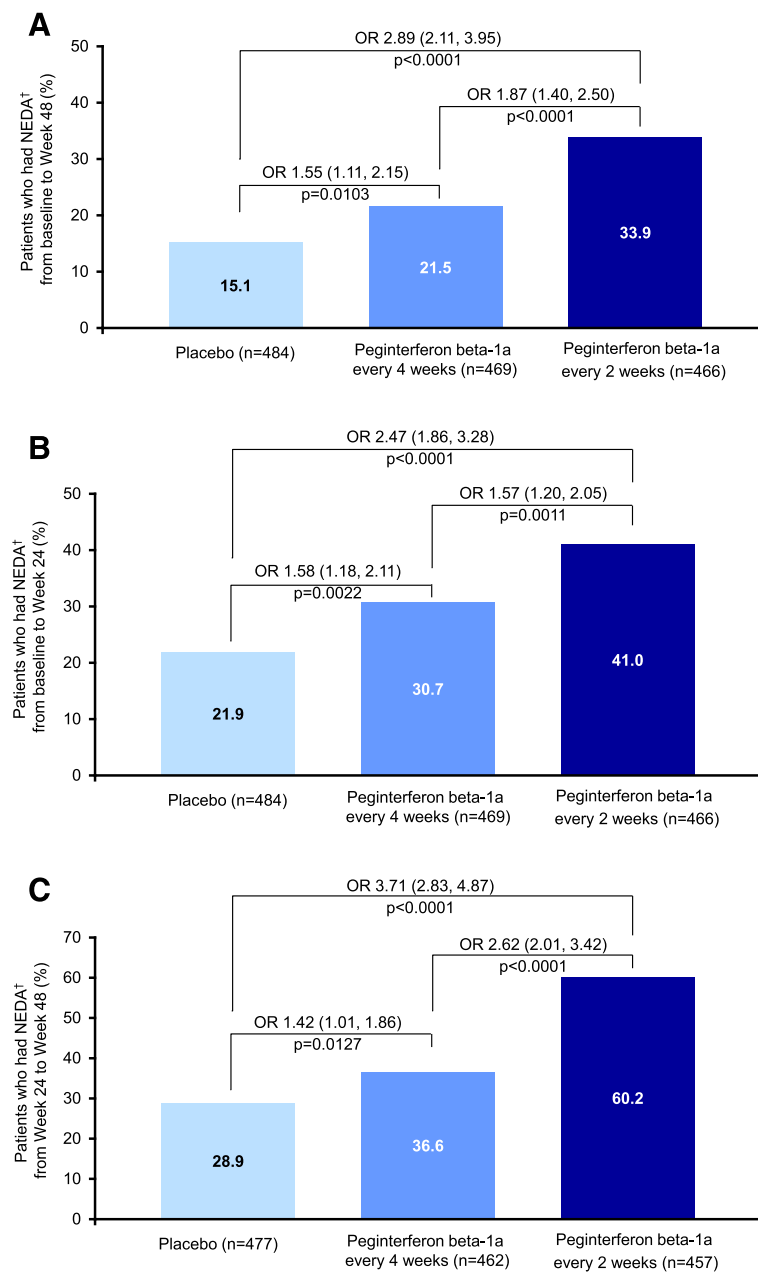 A
OR 2.89 (2.11, 3.95)
p<0.0001
OR 1.87 (1.40, 2.50)
p<0.0001
OR 1.55 (1.11, 2.15)
p=0.0103
Patients who had NEDA†
from baseline to Week 48 (%)
50
40
30
20
10
0
15.1
21.5
33.9
Placebo (n=484)
Peginterferon beta-1a
every 4 weeks (n=469)
Peginterferon beta-1a
every 2 weeks (n=466)
B
OR 2.47 (1.86, 3.28)
p<0.0001
OR 1.57 (1.20, 2.05)
p=0.0011
OR 1.58 (1.18, 2.11)
p=0.0022
Patients who had NEDA†
from baseline to Week 24 (%)
50
40
30
20
10
0
21.9
30.7
41.0
Placebo (n=484)
Peginterferon beta-1a
every 4 weeks (n=469)
Peginterferon beta-1a
every 2 weeks (n=466)
C
OR 3.71 (2.83, 4.87)
p<0.0001
OR 2.62 (2.01, 3.42)
p<0.0001
OR 1.42 (1.01, 1.86)
p=0.0127
Patients who had NEDA†
from Week 24 to Week 48 (%)
70
60
50
40
30
20
10
0
28.9
36.6
60.2
Placebo (n=477)
Peginterferon beta-1a
every 4 weeks (n=462)
Peginterferon beta-1a
every 2 weeks (n=457)